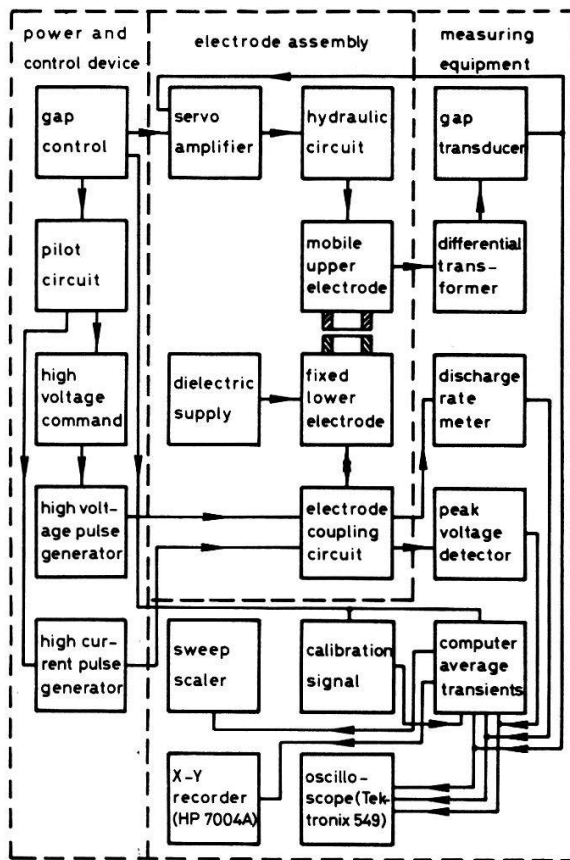 power and
control device
electrode assembly
measuring
equipment
gap
control
servo
amplifier
hydraulic
circuit
gap
transducer
pilot
circuit
mobile
upper
electrode
differential
trans-
former
high
voltage
command
dielectric
supply
fixed
lower
electrode
discharge
rate
meter
high volt-
age pulse
generator
electrode
coupling
circuit
peak
voltage
detector
high cur-
rent pulse
generator
sweep
scaler
calibration
signal
computer
average
transients
X-Y
recorder
(HP 7004A)
oscillo-
scope(Tek-
tronix 549)